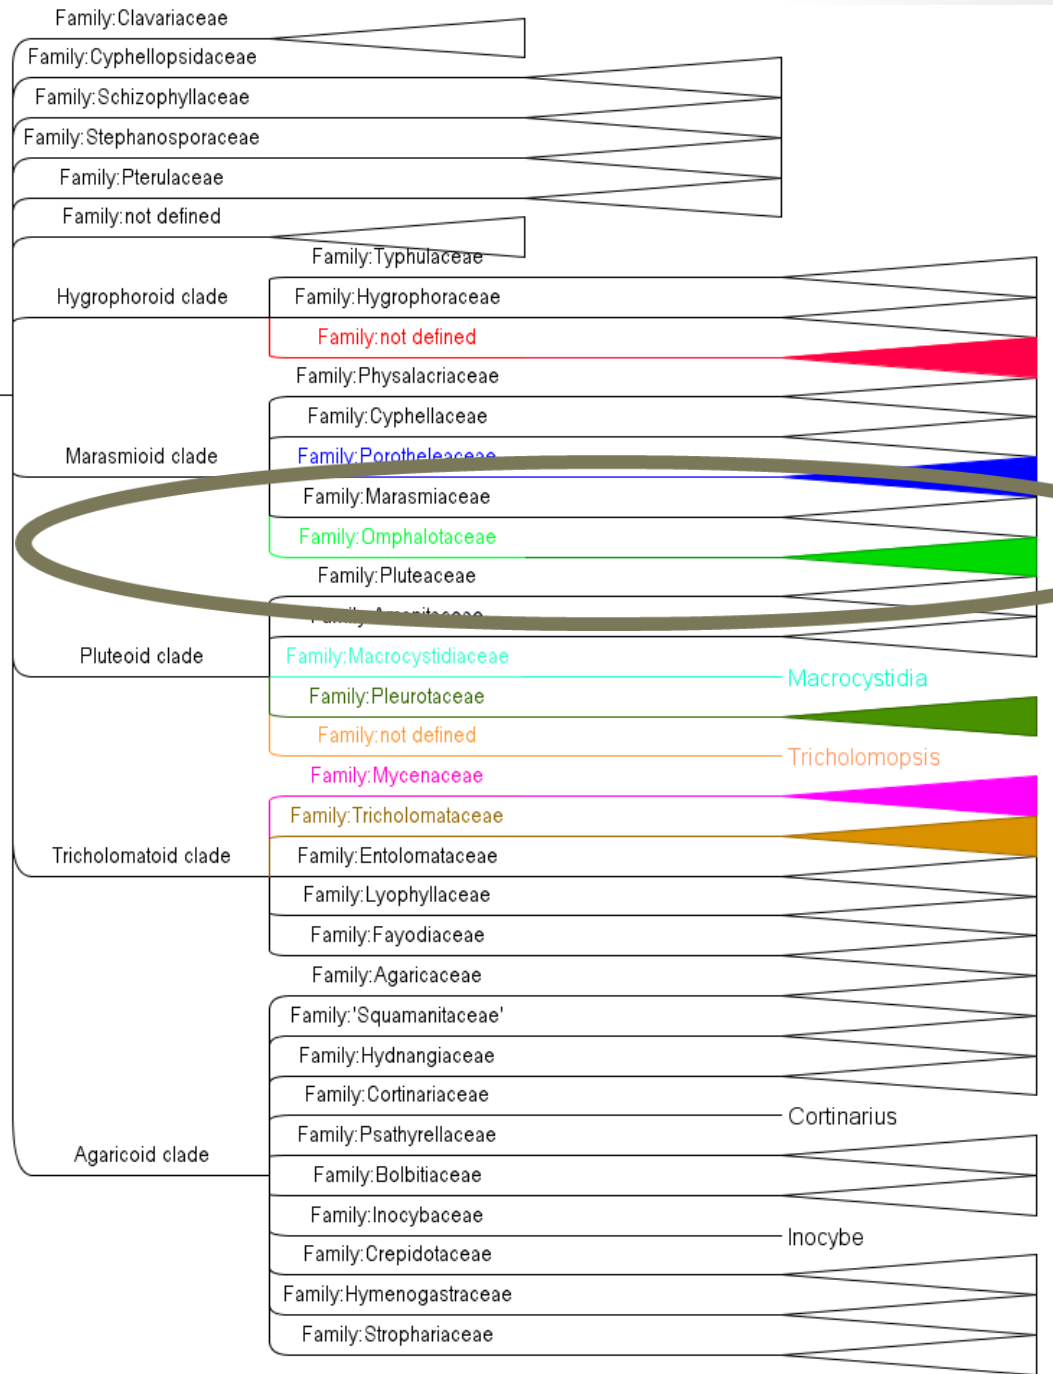 Family:Clavariaceae
Family:Cyphellopsidaceae
Family:Schizophyllaceae
Family:Stephanosporaceae
Family:Pterulaceae
Family:not defined
Family:Typhulaceae
Hygrophoroid clade
Family:Hygrophoraceae
Family:not defined
Family:Physalacriaceae
Family:Cyphellaceae
Marasmioid clade
Family:Porotheleaceae
Family:Marasmiaceae
Family:Omphalotaceae
Family:Pluteaceae
Family:Amanitaceae
Pluteoid clade
Family:Macrocystidiaceae
Macrocystidia
Family:Pleurotaceae
Family:not defined
Tricholomopsis
Family:Mycenaceae
Family:Tricholomataceae
Tricholomatoid clade
Family:Entolomataceae
Family:Lyophyllaceae
Family:Fayodiaceae
Family:Agaricaceae
Family:'Squamanitaceae'
Family:Hydnangiaceae
Family:Cortinariaceae
Cortinarius
Family:Psathyrellaceae
Agaricoid clade
Family:Bolbitiaceae
Family:Inocybaceae
Inocybe
Family:Crepidotaceae
Family:Hymenogastraceae
Family:Strophariaceae